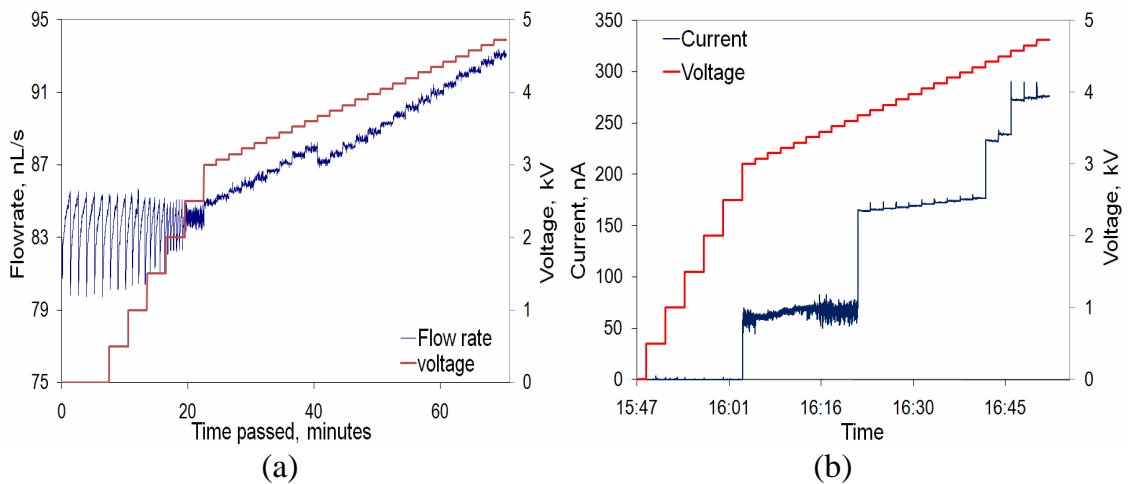 95
91
87
83
79
75
Flowrate, nL/s
5
4
3
2
1
0
Voltage, kV
Flow rate
voltage
0
20
40
60
Time passed, minutes
(a)
350
300
250
200
150
100
50
0
Current, nA
Current
Voltage
5
4
3
2
1
0
Voltage, kV
15:47
16:01
16:16
16:30
16:45
Time
(b)